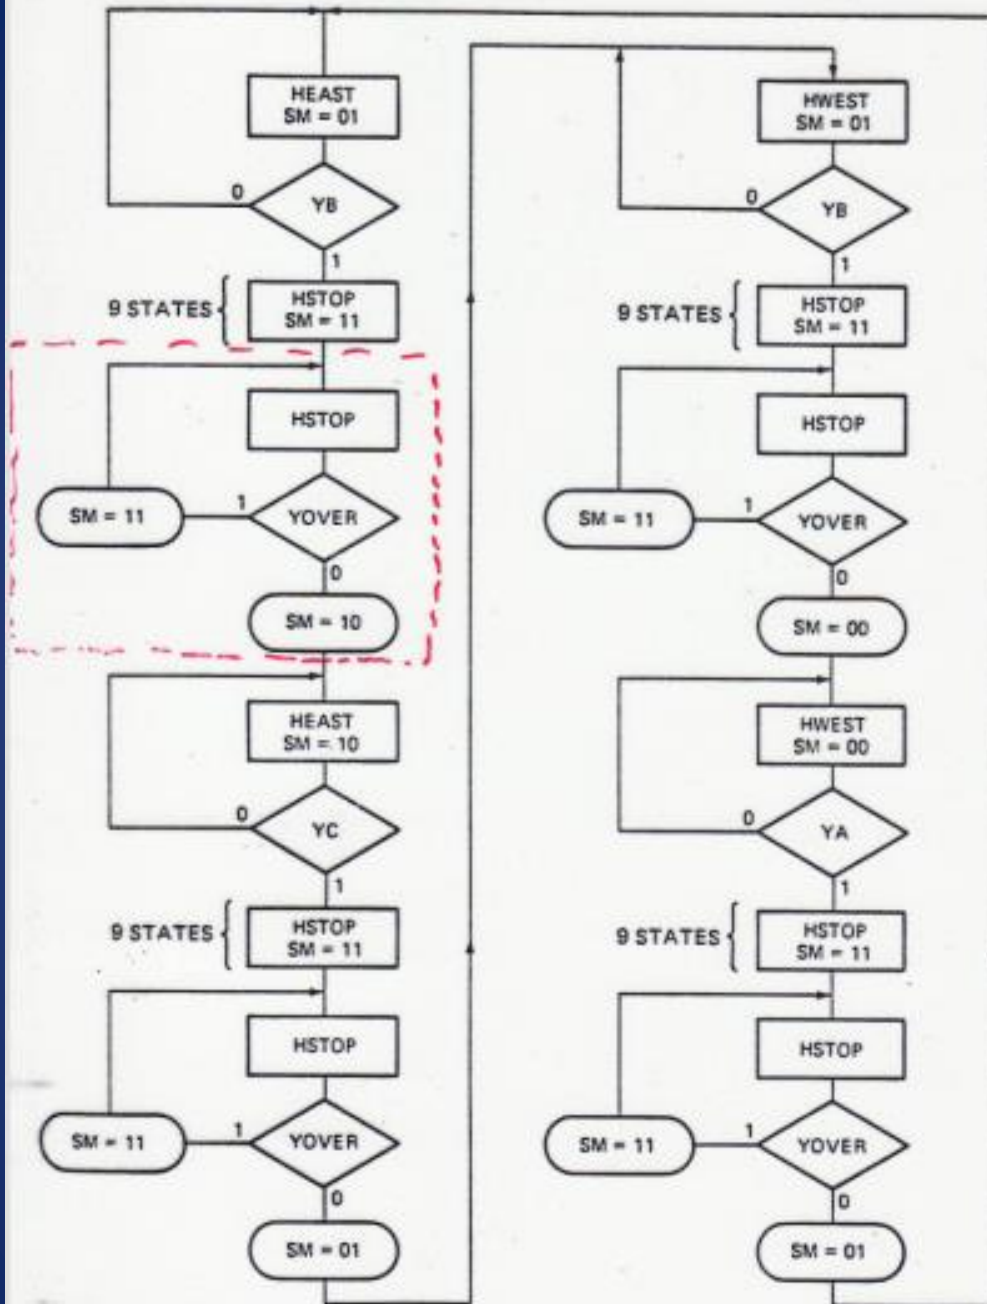 HEAST
SM = 01
0
YB
1
9 STATES
HSTOP
SM = 11
HSTOP
SM = 11
1
YOVER
0
SM = 10
HEAST
SM = 10
0
YC
1
9 STATES
HSTOP
SM = 11
HSTOP
SM = 11
1
YOVER
0
SM = 01
HWEST
SM = 01
0
YB
1
9 STATES
HSTOP
SM = 11
HSTOP
SM = 11
1
YOVER
0
SM = 00
HWEST
SM = 00
0
YA
1
9 STATES
HSTOP
SM = 11
HSTOP
SM = 11
1
YOVER
0
SM = 01